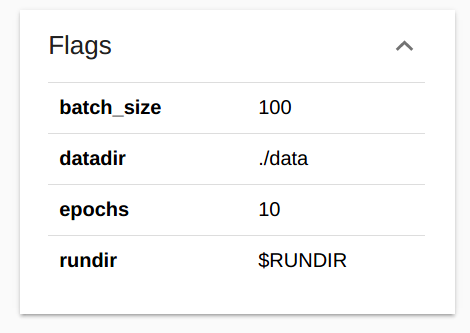 Flags
batch_size 100
datadir ./data
epochs 10
rundir $RUNDIR